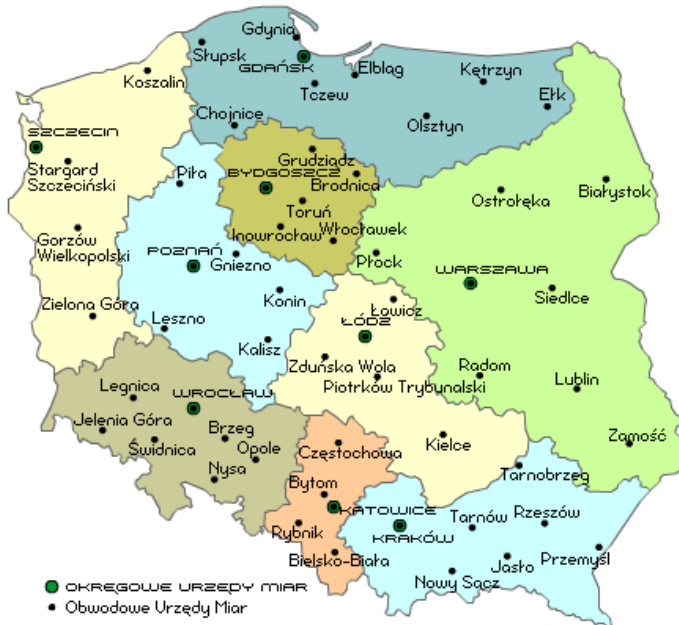 Gdynia
Słupsk
GDAŃSK
Elbląg
Koszalin
Kętrzyn
Tczew
Ełk
Chojnice
Olsztyn
SZCZECIN
Grudziądz
Stargard
Szczeciński
Piła
BYDGOSZCZ
Brodnica
Białystok
Ostrołęka
Toruń
Gorzów
Wielkopolski
Inowrocław
Włocławek
POZNAŃ
Gniezno
Płock
WARSZAWA
Konin
Siedlce
Zielona Góra
Łowicz
Leszno
ŁÓDŹ
Kalisz
Zduńska Wola
Radom
Piotrków Trybunalski
Lublin
Legnica
WROCŁAW
Jelenia Góra
Brzeg
Świdnica
Opole
Kielce
Zamość
Częstochowa
Nysa
Tarnobrzeg
Bytom
KATOWICE
Rybnik
KRAKÓW
Tarnów
Rzeszów
Bielsko-Biała
Przemyśl
Jasło
Nowy Sącz
OKRĘGOWE URZĘDY MIAR
Obwodowe Urzędy Miar